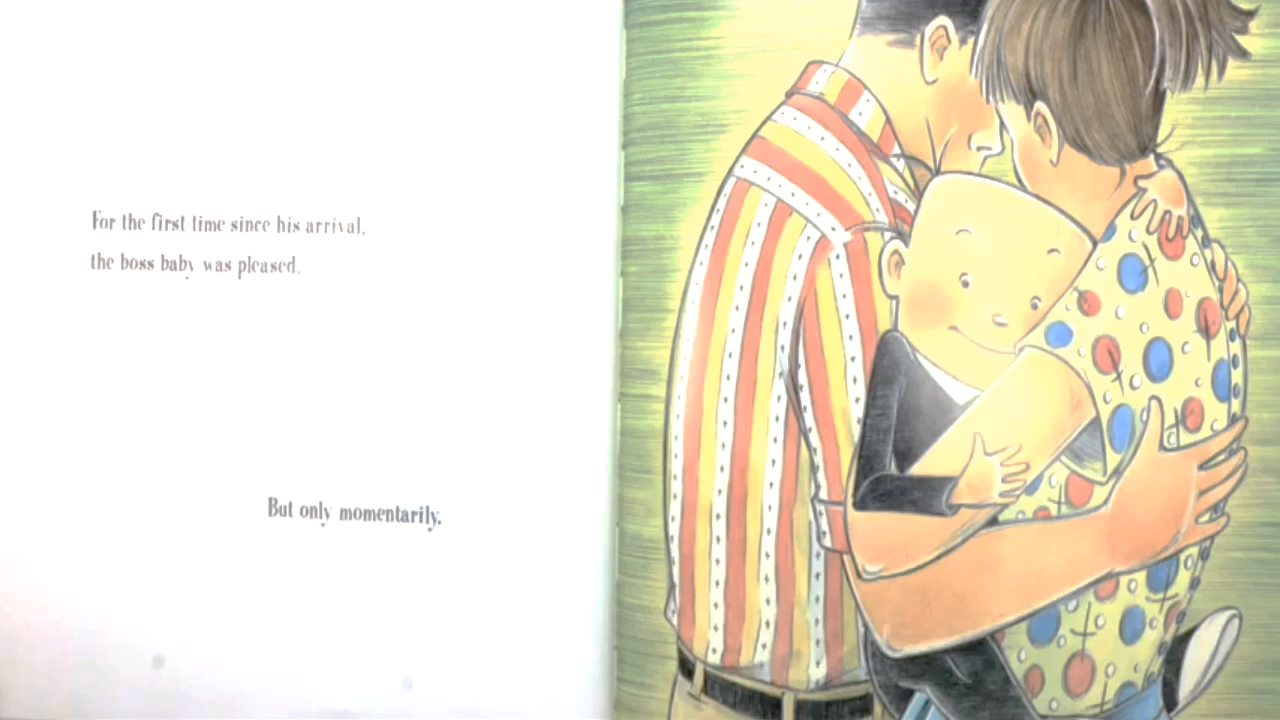 For the first time since his arrival,
the boss baby was pleased.
But only momentarily.